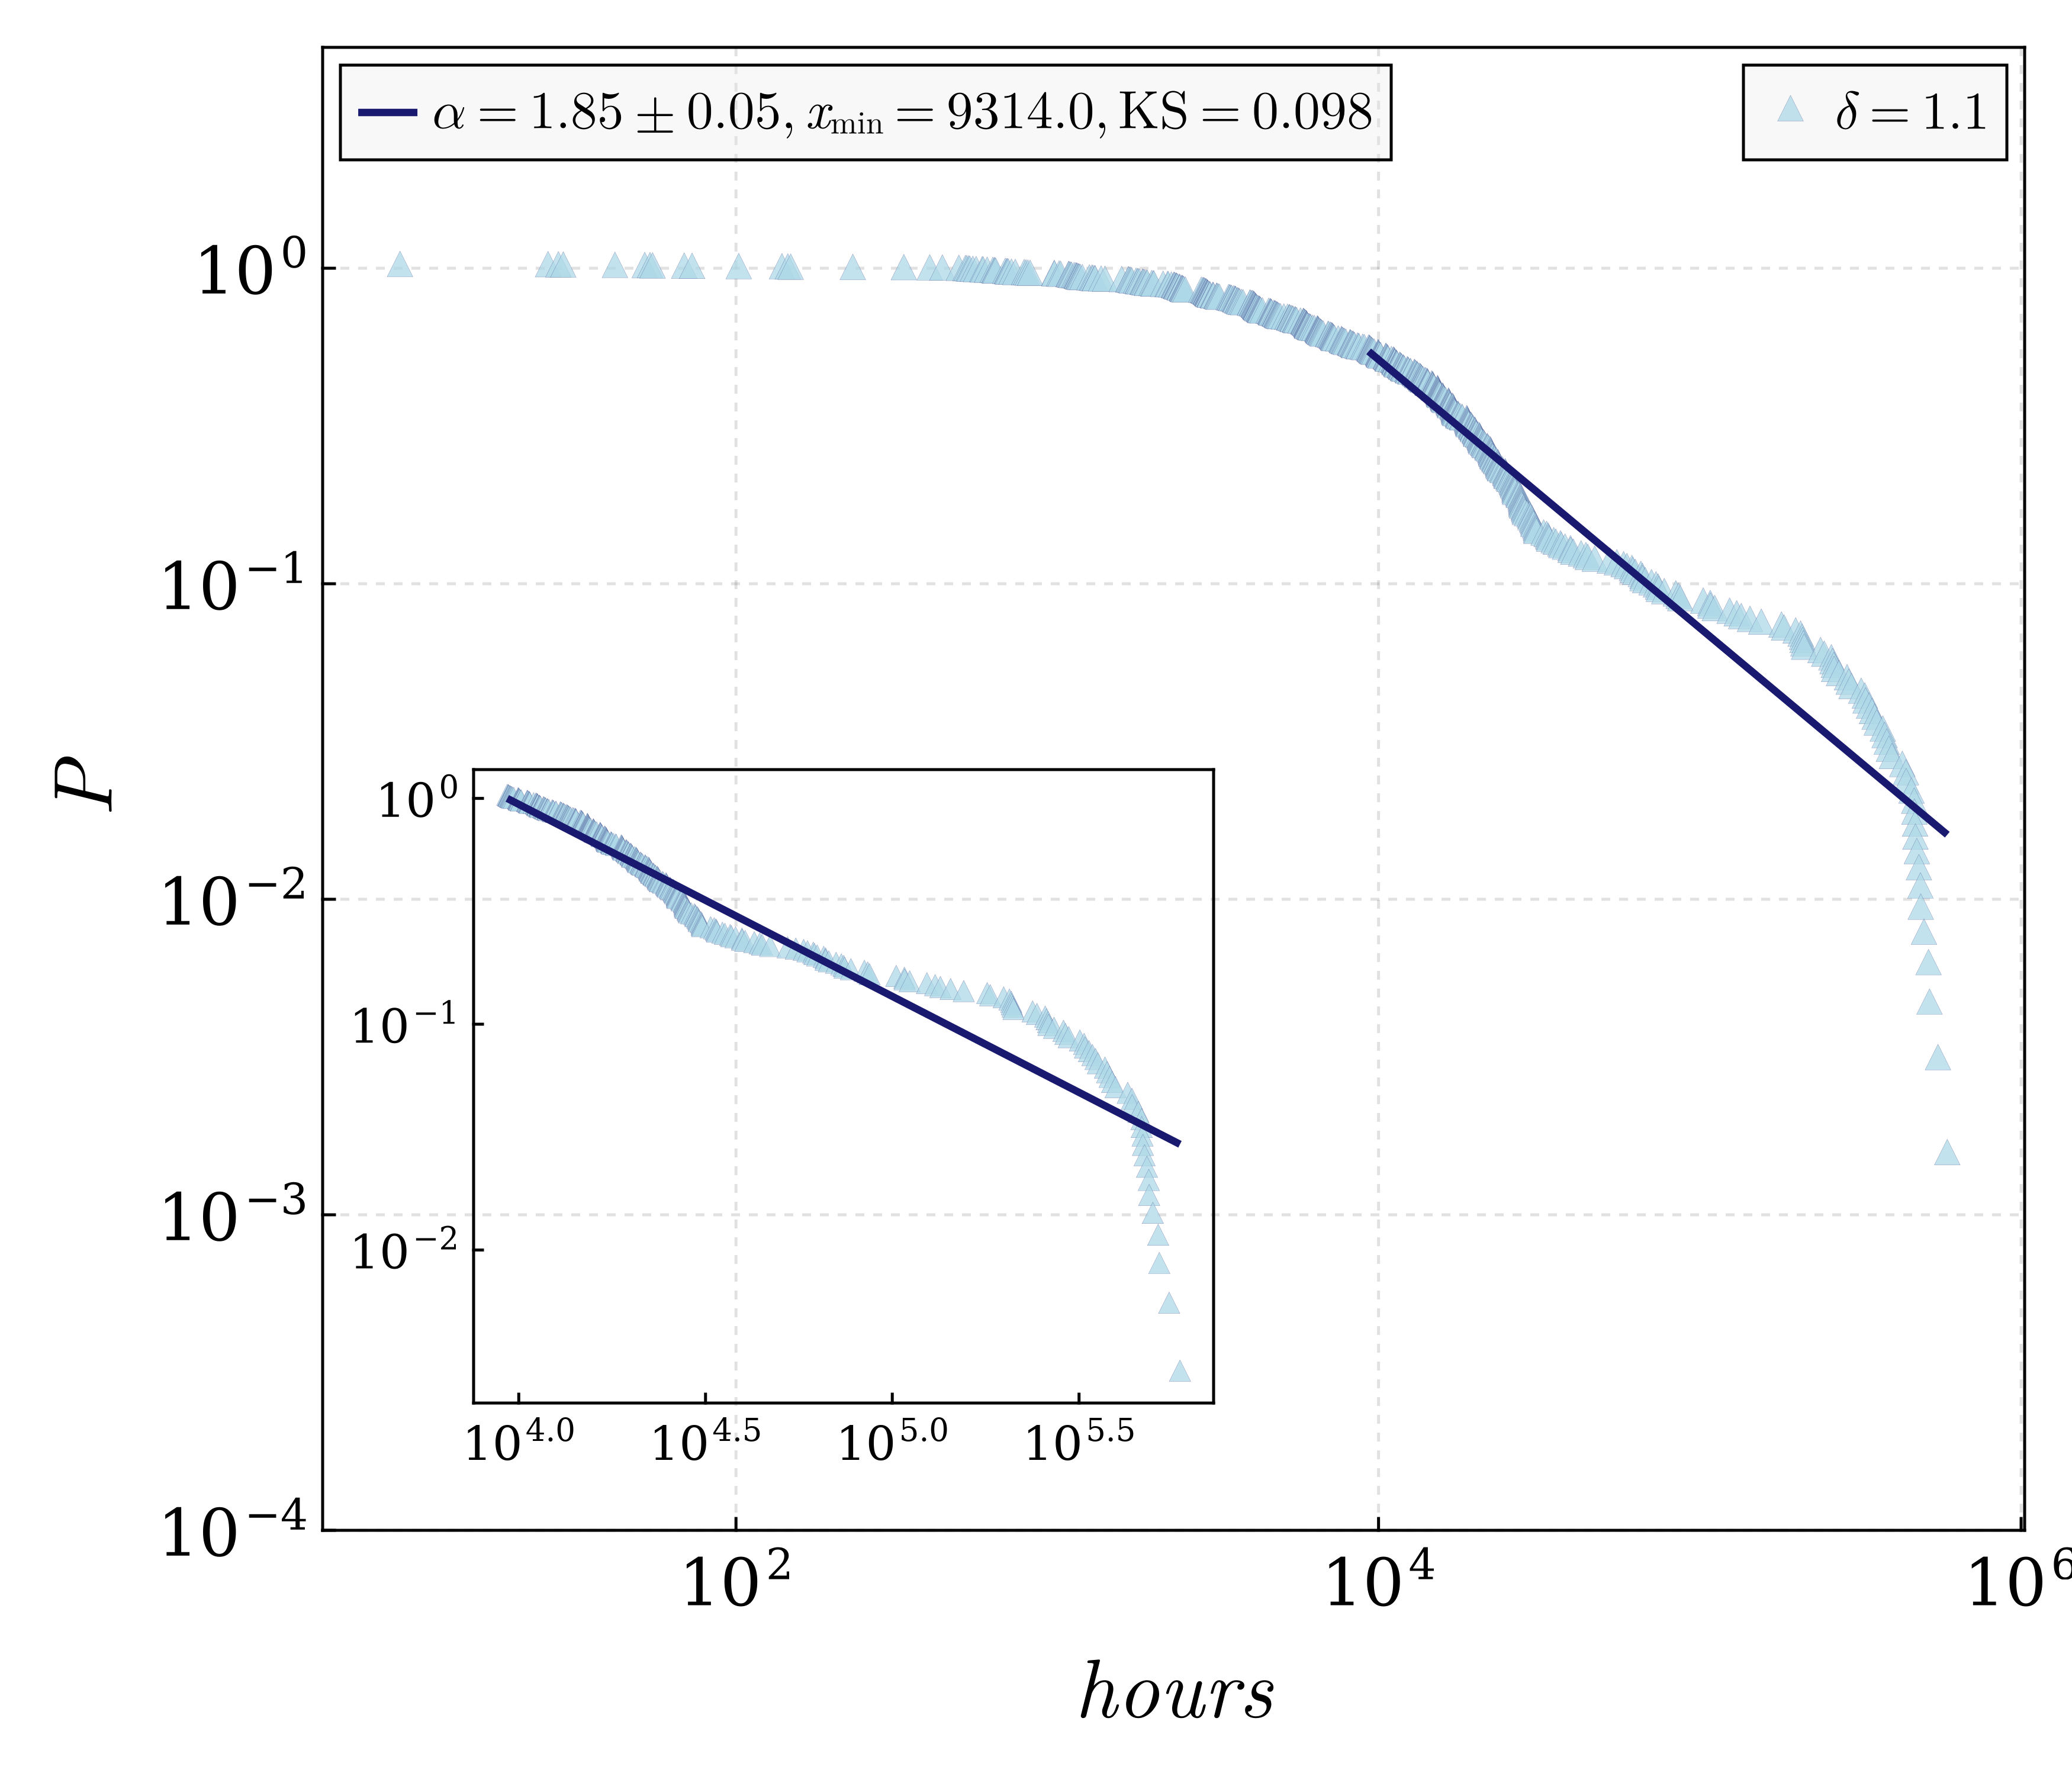 α = 1.85 ± 0.05, x_min = 9314.0, KS = 0.098
δ = 1.1
10^0
10^−1
10^−2
10^−3
10^−4
P
10^0
10^−1
10^−2
10^4.0 10^4.5 10^5.0 10^5.5
10^2 10^4 10^6
hours